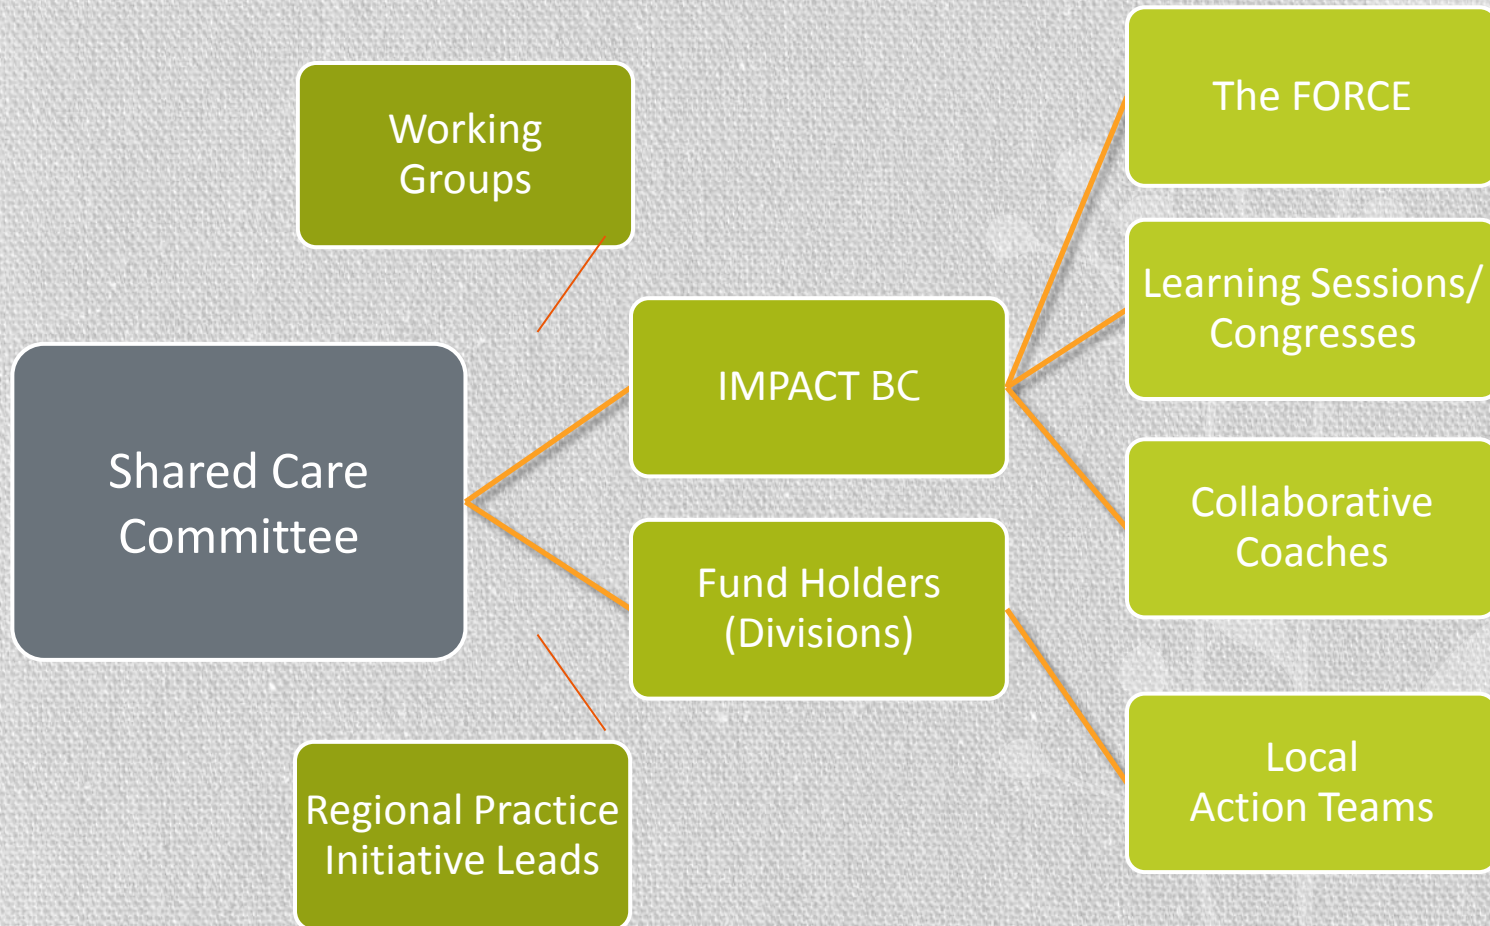 Working
Groups
Shared Care
Committee
Regional Practice
Initiative Leads
IMPACT BC
Fund Holders
(Divisions)
The FORCE
Learning Sessions/
Congresses
Collaborative
Coaches
Local
Action Teams